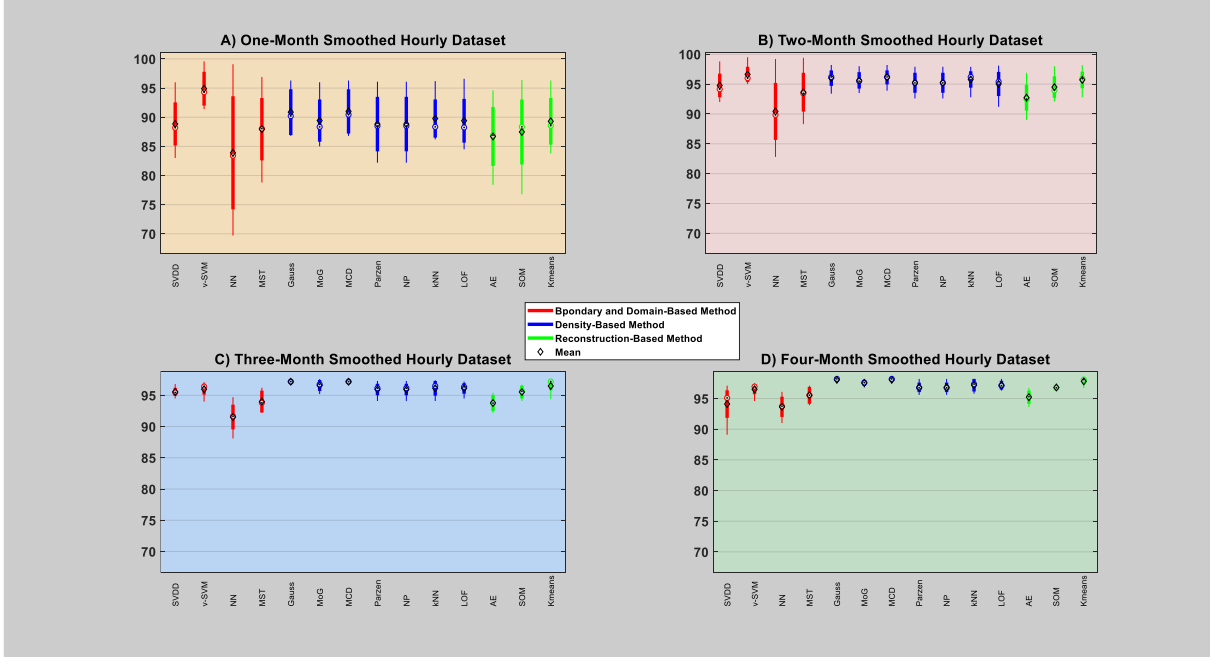 A) One-Month Smoothed Hourly Dataset
100
95
90
85
80
75
70
SVDD
v-SVM
NN
MST
Gauss
MoG
MCD
Parzen
NP
kNN
LOF
AE
SOM
Kmeans
B) Two-Month Smoothed Hourly Dataset
100
95
90
85
80
75
70
SVDD
v-SVM
NN
MST
Gauss
MoG
MCD
Parzen
NP
kNN
LOF
AE
SOM
Kmeans
Bpondary and Domain-Based Method
Density-Based Method
Reconstruction-Based Method
Mean
C) Three-Month Smoothed Hourly Dataset
95
90
85
80
75
70
SVDD
v-SVM
NN
MST
Gauss
MoG
MCD
Parzen
NP
kNN
LOF
AE
SOM
Kmeans
D) Four-Month Smoothed Hourly Dataset
95
90
85
80
75
70
SVDD
v-SVM
NN
MST
Gauss
MoG
MCD
Parzen
NP
kNN
LOF
AE
SOM
Kmeans